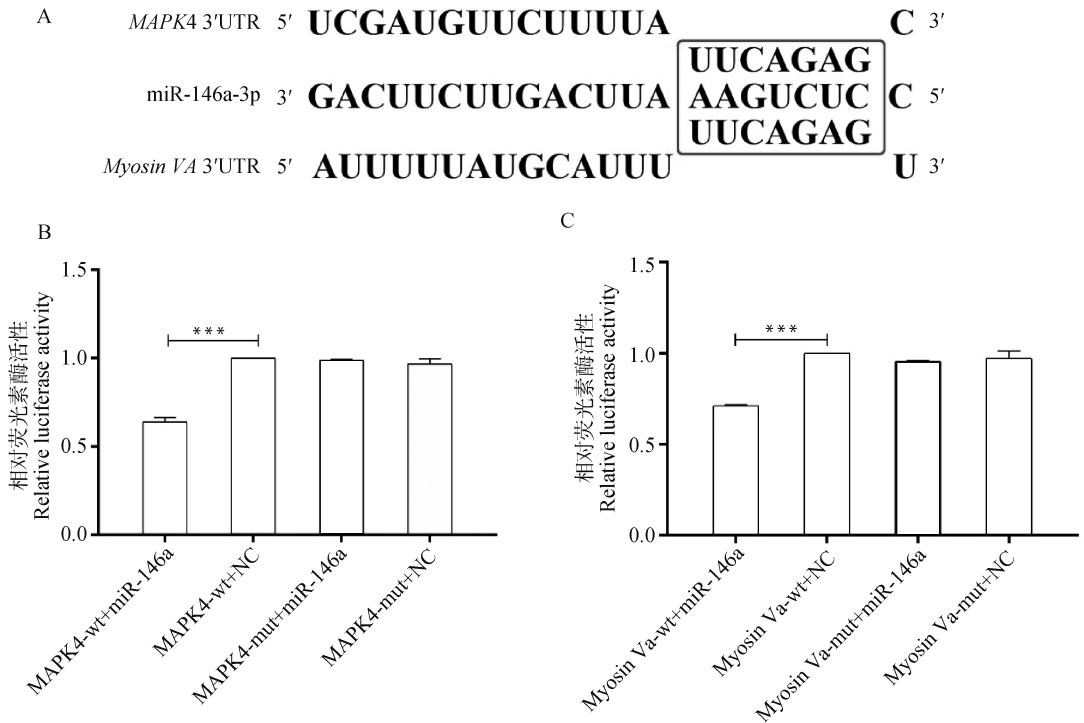 A
MAPK4 3′UTR 5′ UCGAUGUUCUUUUA C 3′
UUCAGAG
miR-146a-3p 3′ GACUUCUUGACUUA AAGUCUC C 5′
UUCAGAG
Myosin VA 3′UTR 5′ AUUUUUAUGCAUUU U 3′
B
相对荧光素酶活性
Relative luciferase activity
1.5
1.0
0.5
0.0
***
MAPK4-wt+miR-146a
MAPK4-wt+NC
MAPK4-mut+miR-146a
MAPK4-mut+NC
C
相对荧光素酶活性
Relative luciferase activity
1.5
1.0
0.5
0.0
***
Myosin Va-wt+miR-146a
Myosin Va-wt+NC
Myosin Va-mut+miR-146a
Myosin Va-mut+NC